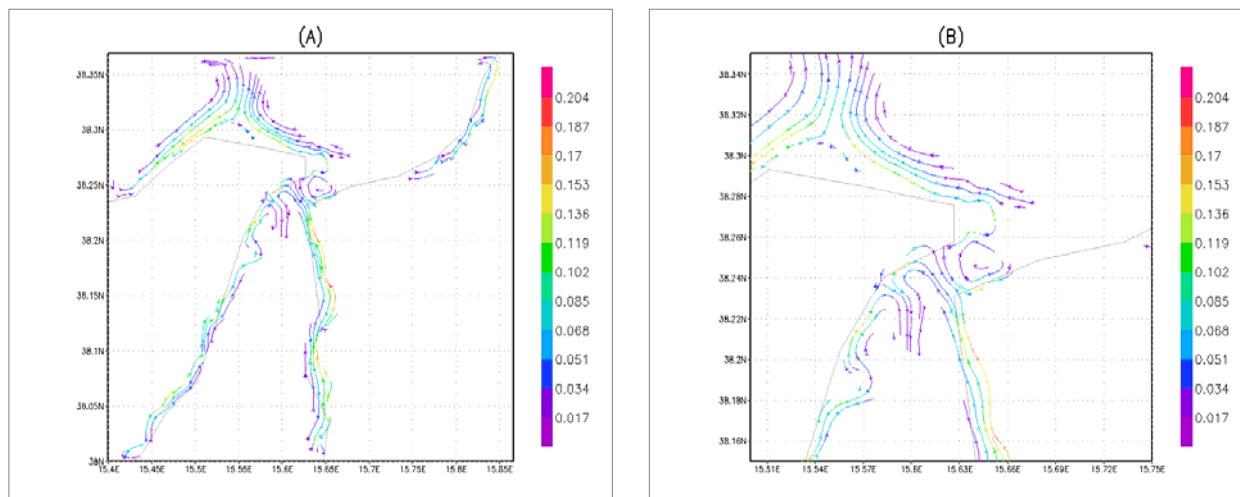 (A)
38.35N
38.3N
38.25N
38.2N
38.15N
38.1N
38.05N
38N
15.4E 15.45E 15.5E 15.55E 15.6E 15.65E 15.7E 15.75E 15.8E 15.85E
0.204
0.187
0.17
0.153
0.136
0.119
0.102
0.085
0.068
0.051
0.034
0.017
(B)
38.34N
38.32N
38.3N
38.28N
38.26N
38.24N
38.22N
38.2N
38.18N
38.16N
15.51E 15.54E 15.57E 15.6E 15.63E 15.66E 15.69E 15.72E 15.75E
0.204
0.187
0.17
0.153
0.136
0.119
0.102
0.085
0.068
0.051
0.034
0.017